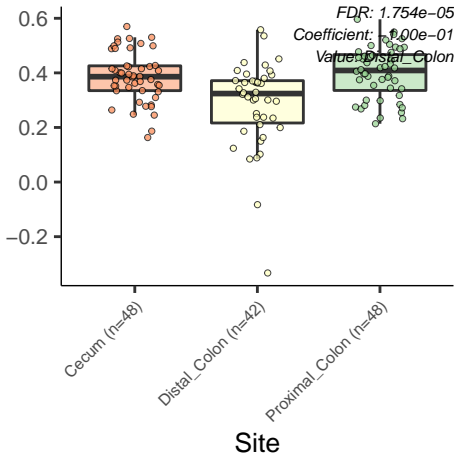 FDR: 1.754e−05
Coefficient: −1.00e−01
Value: Distal_Colon
0.6
0.4
0.2
0.0
−0.2
Cecum (n=48)
Distal_Colon (n=42)
Proximal_Colon (n=48)
Site